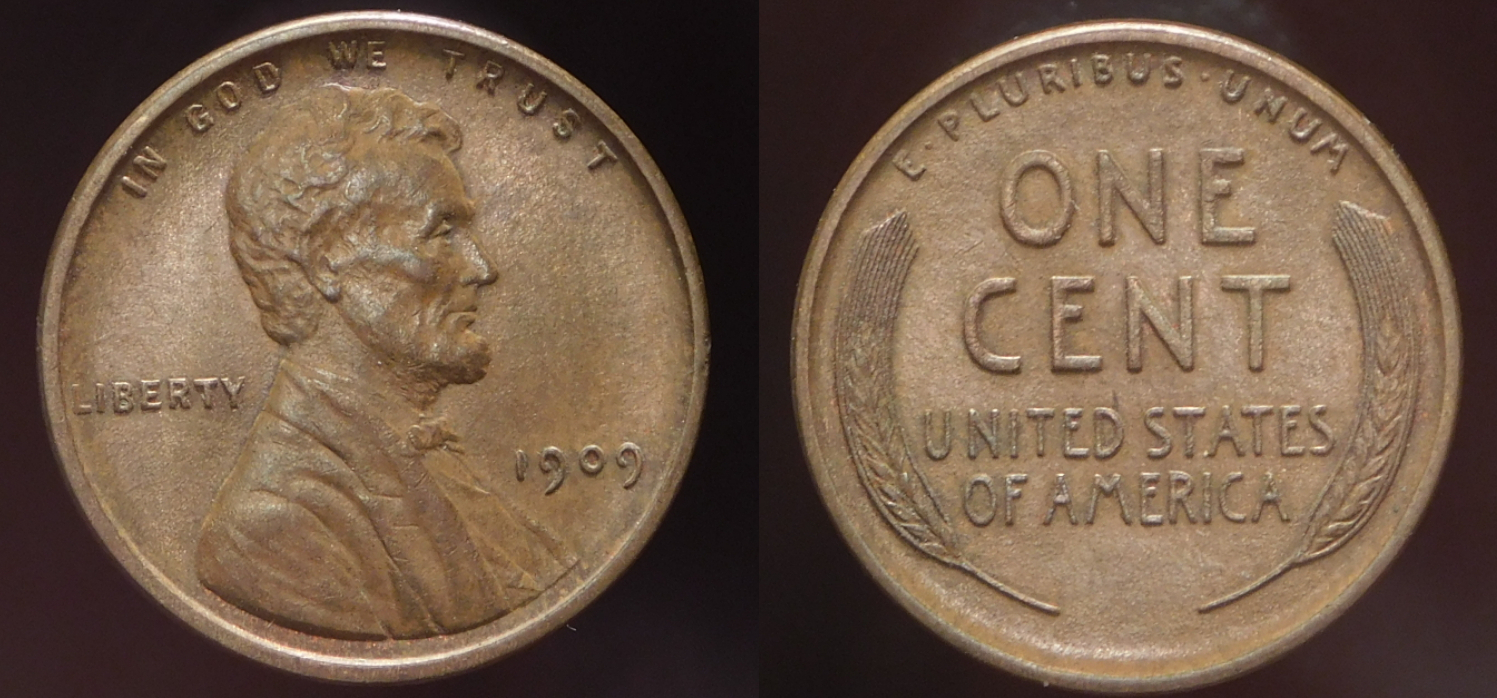 IN GOD WE TRUST
LIBERTY
1909
E·PLURIBUS·UNUM
ONE
CENT
UNITED STATES
OF AMERICA